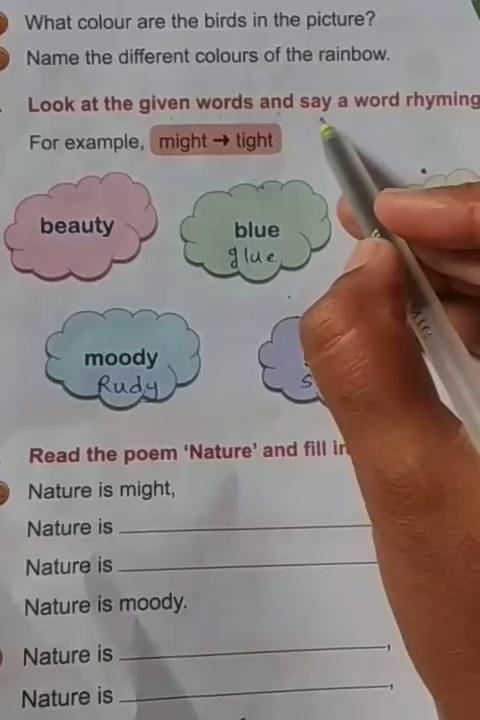 What colour are the birds in the picture?
Name the different colours of the rainbow.
Look at the given words and say a word rhyming
For example, might → tight
beauty
blue
glue
moody
Rudy
Read the poem 'Nature' and fill in
Nature is might,
Nature is
Nature is
Nature is moody.
Nature is ,
Nature is ,